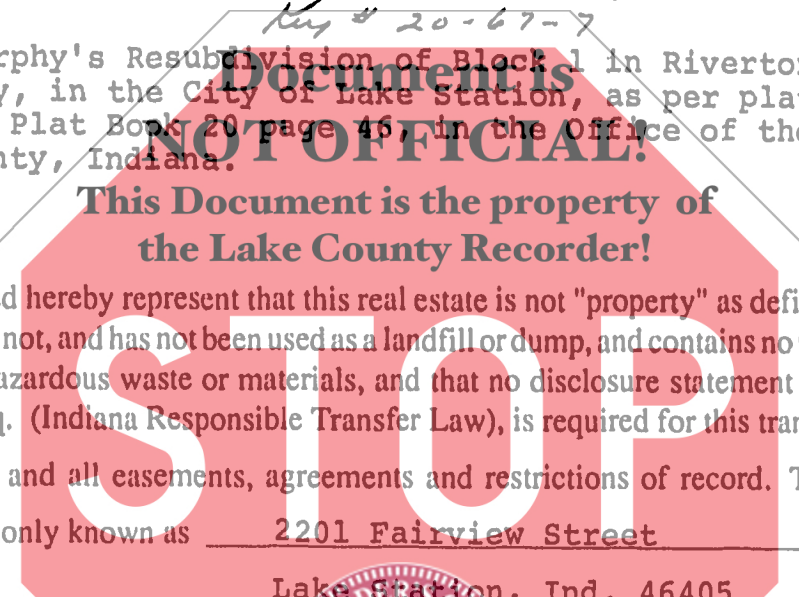 Key # 20-67-7
rphy's Resubdivision of Block 1 in Riverto
y, in the City of Lake Station, as per pla
Plat Book 20 page 46, in the Office of the
nty, Indiana.
Document is
NOT OFFICIAL!
This Document is the property of
the Lake County Recorder!
d hereby represent that this real estate is not "property" as defi
not, and has not been used as a landfill or dump, and contains no
azardous waste or materials, and that no disclosure statement
q. (Indiana Responsible Transfer Law), is required for this tran
and all easements, agreements and restrictions of record. T
only known as 2201 Fairview Street
Lake Station, Ind. 46405
STOP